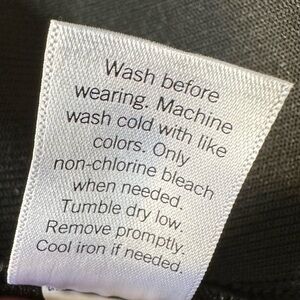 Wash before
wearing. Machine
wash cold with like
colors. Only
non-chlorine bleach
when needed.
Tumble dry low.
Remove promptly.
Cool iron if needed.